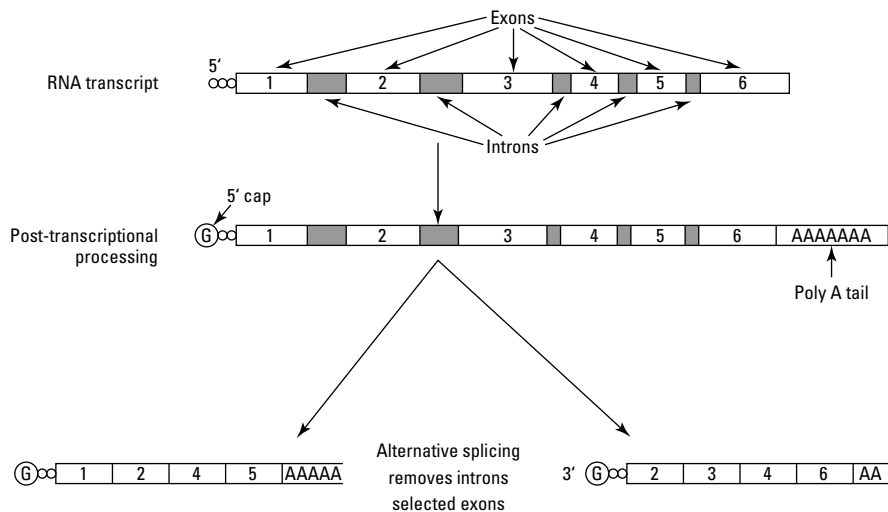 Exons
5‘
RNA transcript
1 2 3 4 5 6
Introns
5‘ cap
Post-transcriptional
processing
G 1 2 3 4 5 6 AAAAAAA
Poly A tail
G 1 2 4 5 AAAAA
Alternative splicing
removes introns
selected exons
3‘ G 2 3 4 6 AA